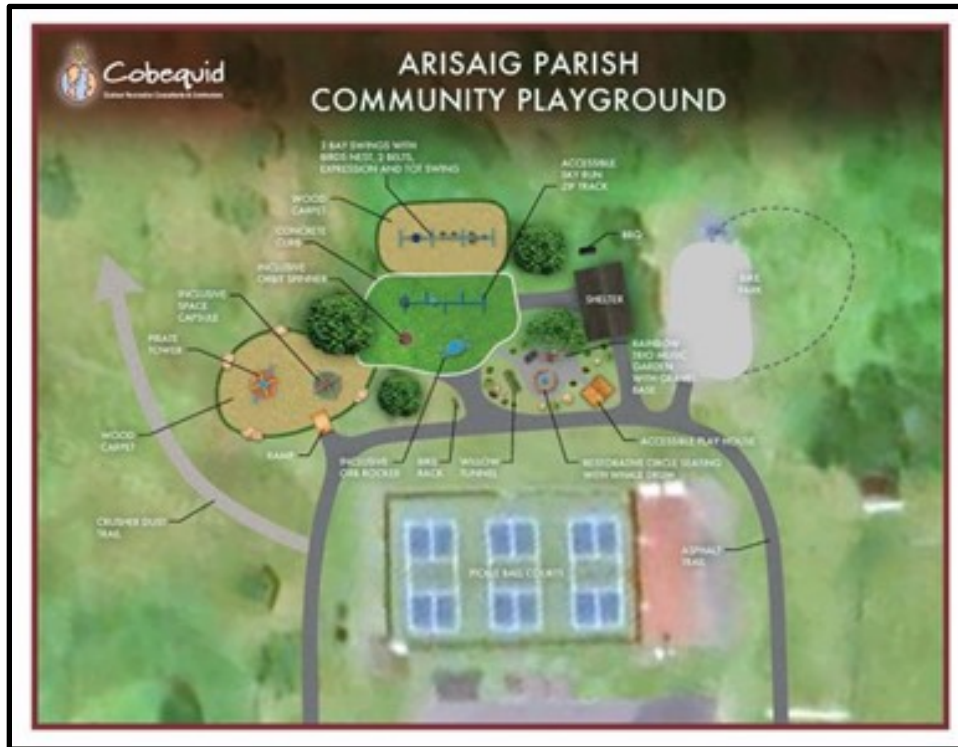 Cobequid
ARISAIG PARISH
COMMUNITY PLAYGROUND
3 BAY SWINGS WITH
BIRDS NEST, 2 BELTS,
EXPRESSION AND TOT SWING
ACCESSIBLE
SKY RUN
ZIP TRACK
WOOD
CARPET
CONCRETE
CURB
INCLUSIVE
ORBIT SPINNER
INCLUSIVE
SPACE
CAPSULE
PIRATE
TOWER
BBQ
SHELTER
BIKE
PARK
RAINBOW
TRIO MUSIC
GARDEN
WITH GRAVEL
BASE
WOOD
CARPET
RAMP
INCLUSIVE
ORB ROCKER
BIKE
RACK
WILLOW
TUNNEL
ACCESSIBLE PLAY HOUSE
RESTORATIVE CIRCLE SEATING
WITH WHALE DRUM
CRUSHER DUST
TRAIL
PICKLE BALL COURTS
ASPHALT
TRAIL